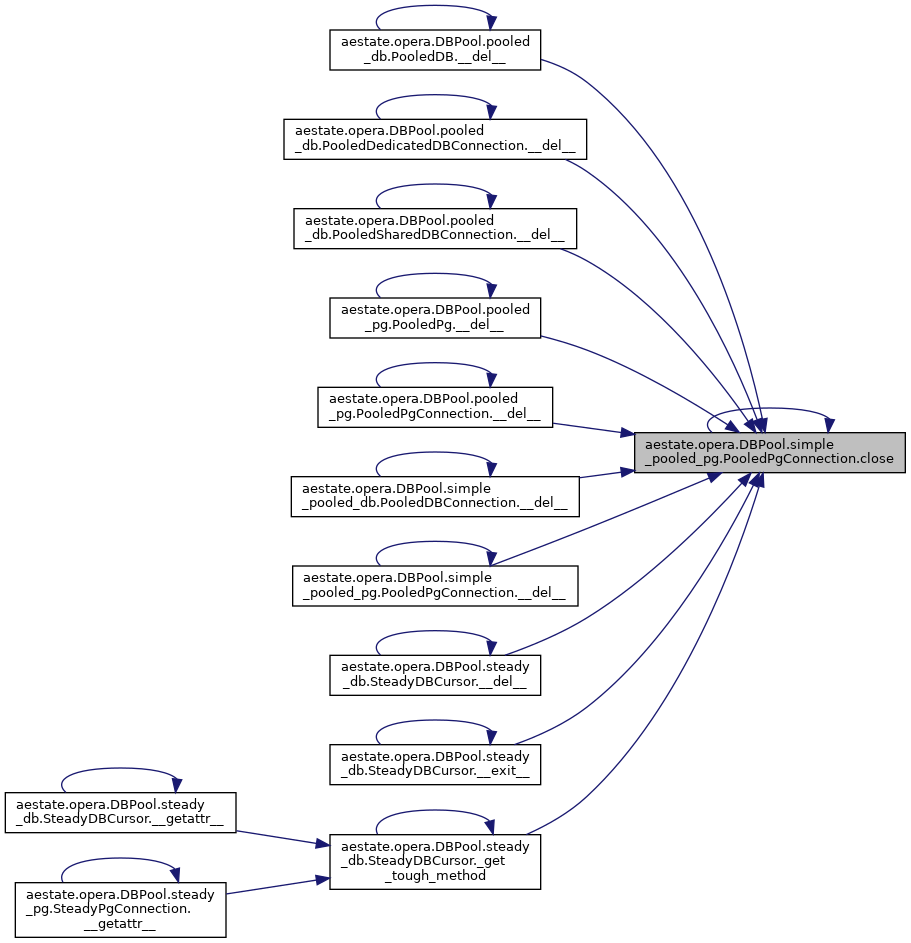 aestate.opera.DBPool.pooled
_db.PooledDB.__del__
aestate.opera.DBPool.pooled
_db.PooledDedicatedDBConnection.__del__
aestate.opera.DBPool.pooled
_db.PooledSharedDBConnection.__del__
aestate.opera.DBPool.pooled
_pg.PooledPg.__del__
aestate.opera.DBPool.pooled
_pg.PooledPgConnection.__del__
aestate.opera.DBPool.simple
_pooled_pg.PooledPgConnection.close
aestate.opera.DBPool.simple
_pooled_db.PooledDBConnection.__del__
aestate.opera.DBPool.simple
_pooled_pg.PooledPgConnection.__del__
aestate.opera.DBPool.steady
_db.SteadyDBCursor.__del__
aestate.opera.DBPool.steady
_db.SteadyDBCursor.__exit__
aestate.opera.DBPool.steady
_db.SteadyDBCursor.__getattr__
aestate.opera.DBPool.steady
_db.SteadyDBCursor._get
_tough_method
aestate.opera.DBPool.steady
_pg.SteadyPgConnection.
__getattr__